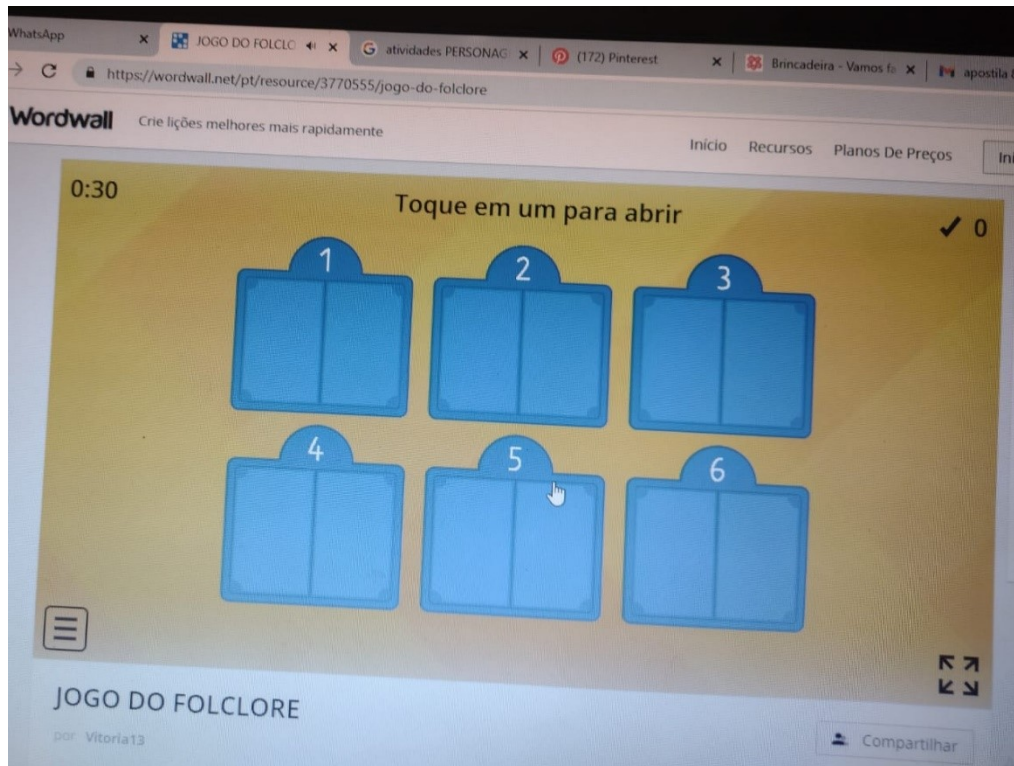 WhatsApp
JOGO DO FOLCLO
atividades PERSONAG
(172) Pinterest
Brincadeira - Vamos fa
apostila
https://wordwall.net/pt/resource/3770555/jogo-do-folclore
Wordwall
Crie lições melhores mais rapidamente
Início
Recursos
Planos De Preços
Ini
0:30
Toque em um para abrir
0
1
2
3
4
5
6
JOGO DO FOLCLORE
por Vitoria13
Compartilhar